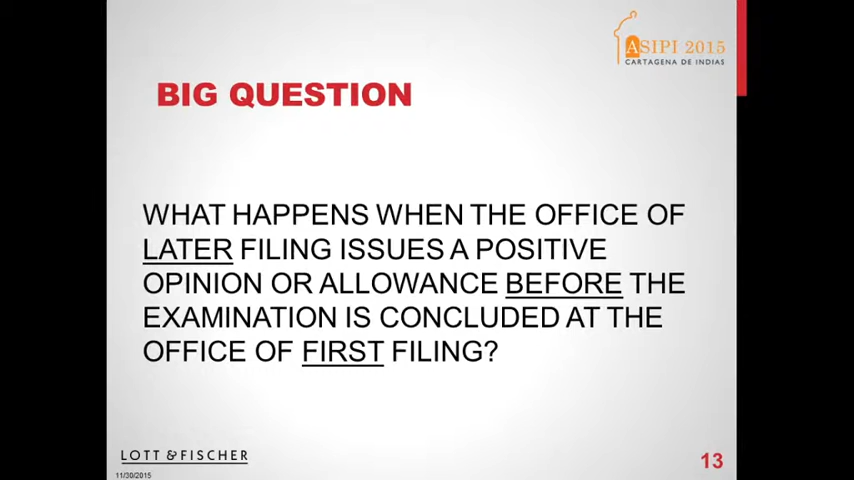 ASIPI 2015
CARTAGENA DE INDIAS
BIG QUESTION
WHAT HAPPENS WHEN THE OFFICE OF
LATER FILING ISSUES A POSITIVE
OPINION OR ALLOWANCE BEFORE THE
EXAMINATION IS CONCLUDED AT THE
OFFICE OF FIRST FILING?
LOTT & FISCHER
13
11/30/2015